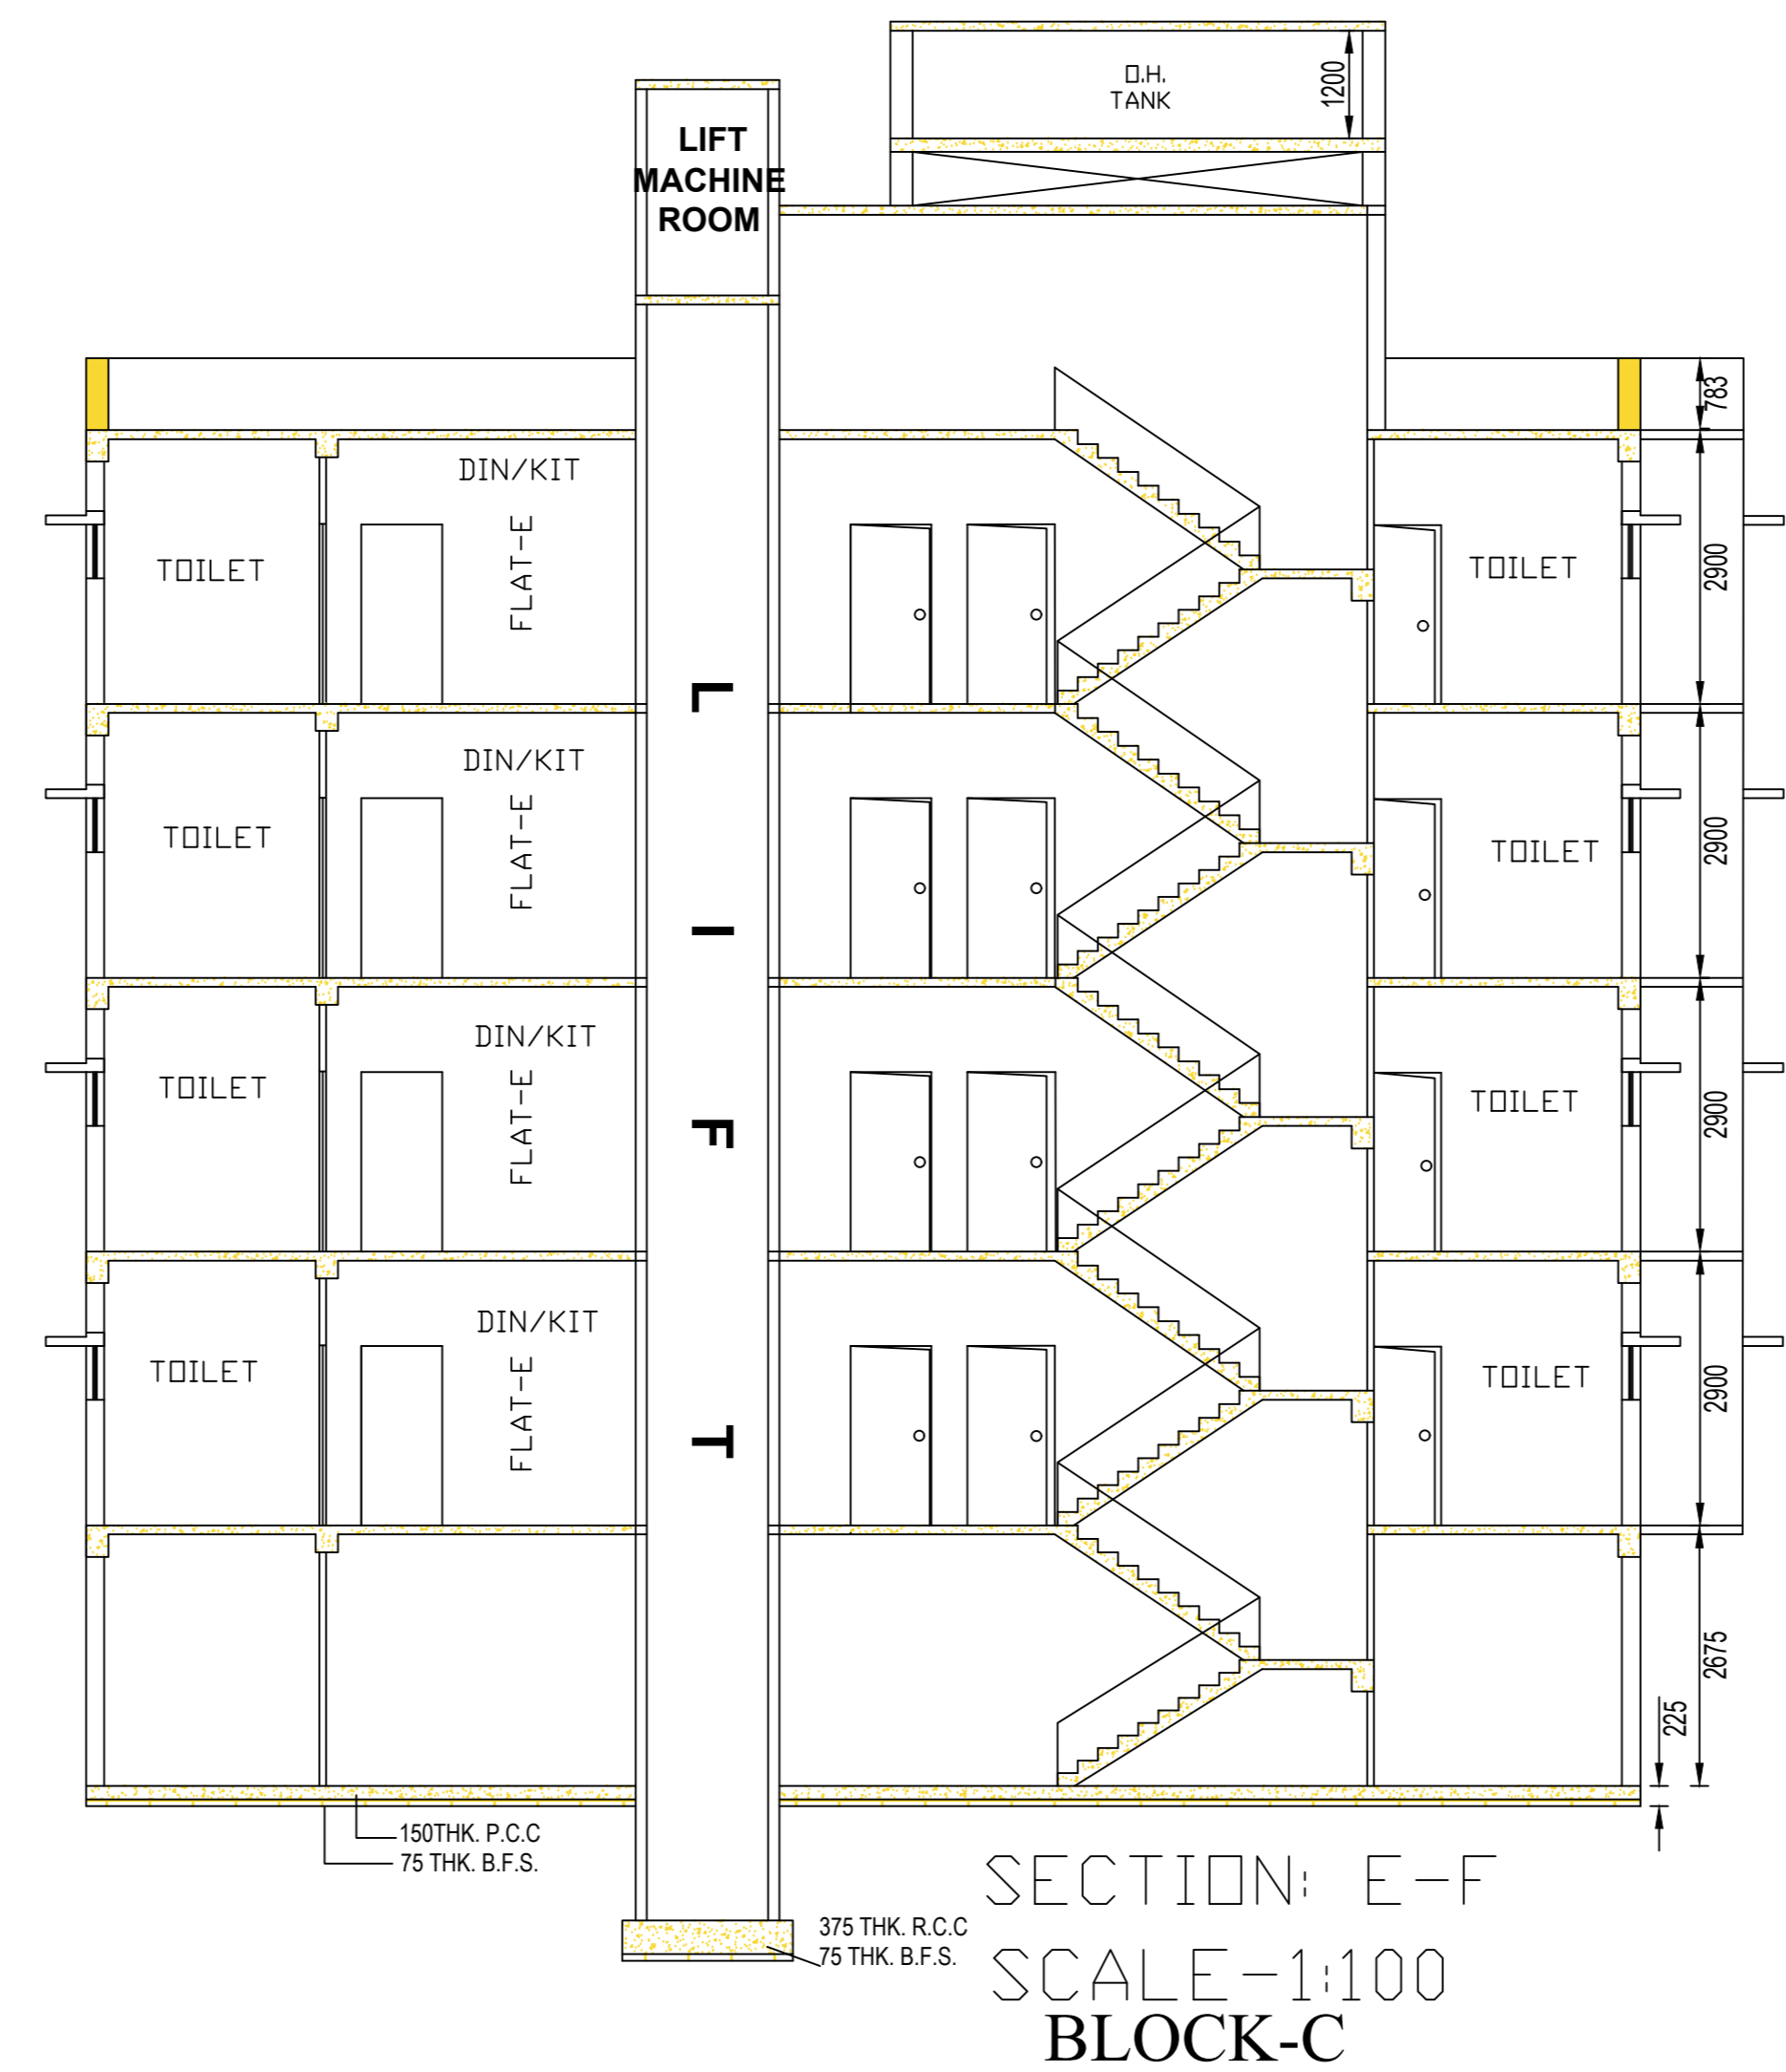 O.H.
TANK
1200
LIFT
MACHINE
ROOM
783
DIN/KIT
FLAT-E
TOILET
TOILET
2900
DIN/KIT
FLAT-E
TOILET
TOILET
2900
DIN/KIT
FLAT-E
TOILET
TOILET
2900
DIN/KIT
FLAT-E
TOILET
TOILET
2900
L I F T
2675
225
150THK. P.C.C
75 THK. B.F.S.
375 THK. R.C.C
75 THK. B.F.S.
SECTION: E-F
SCALE-1:100
BLOCK-C